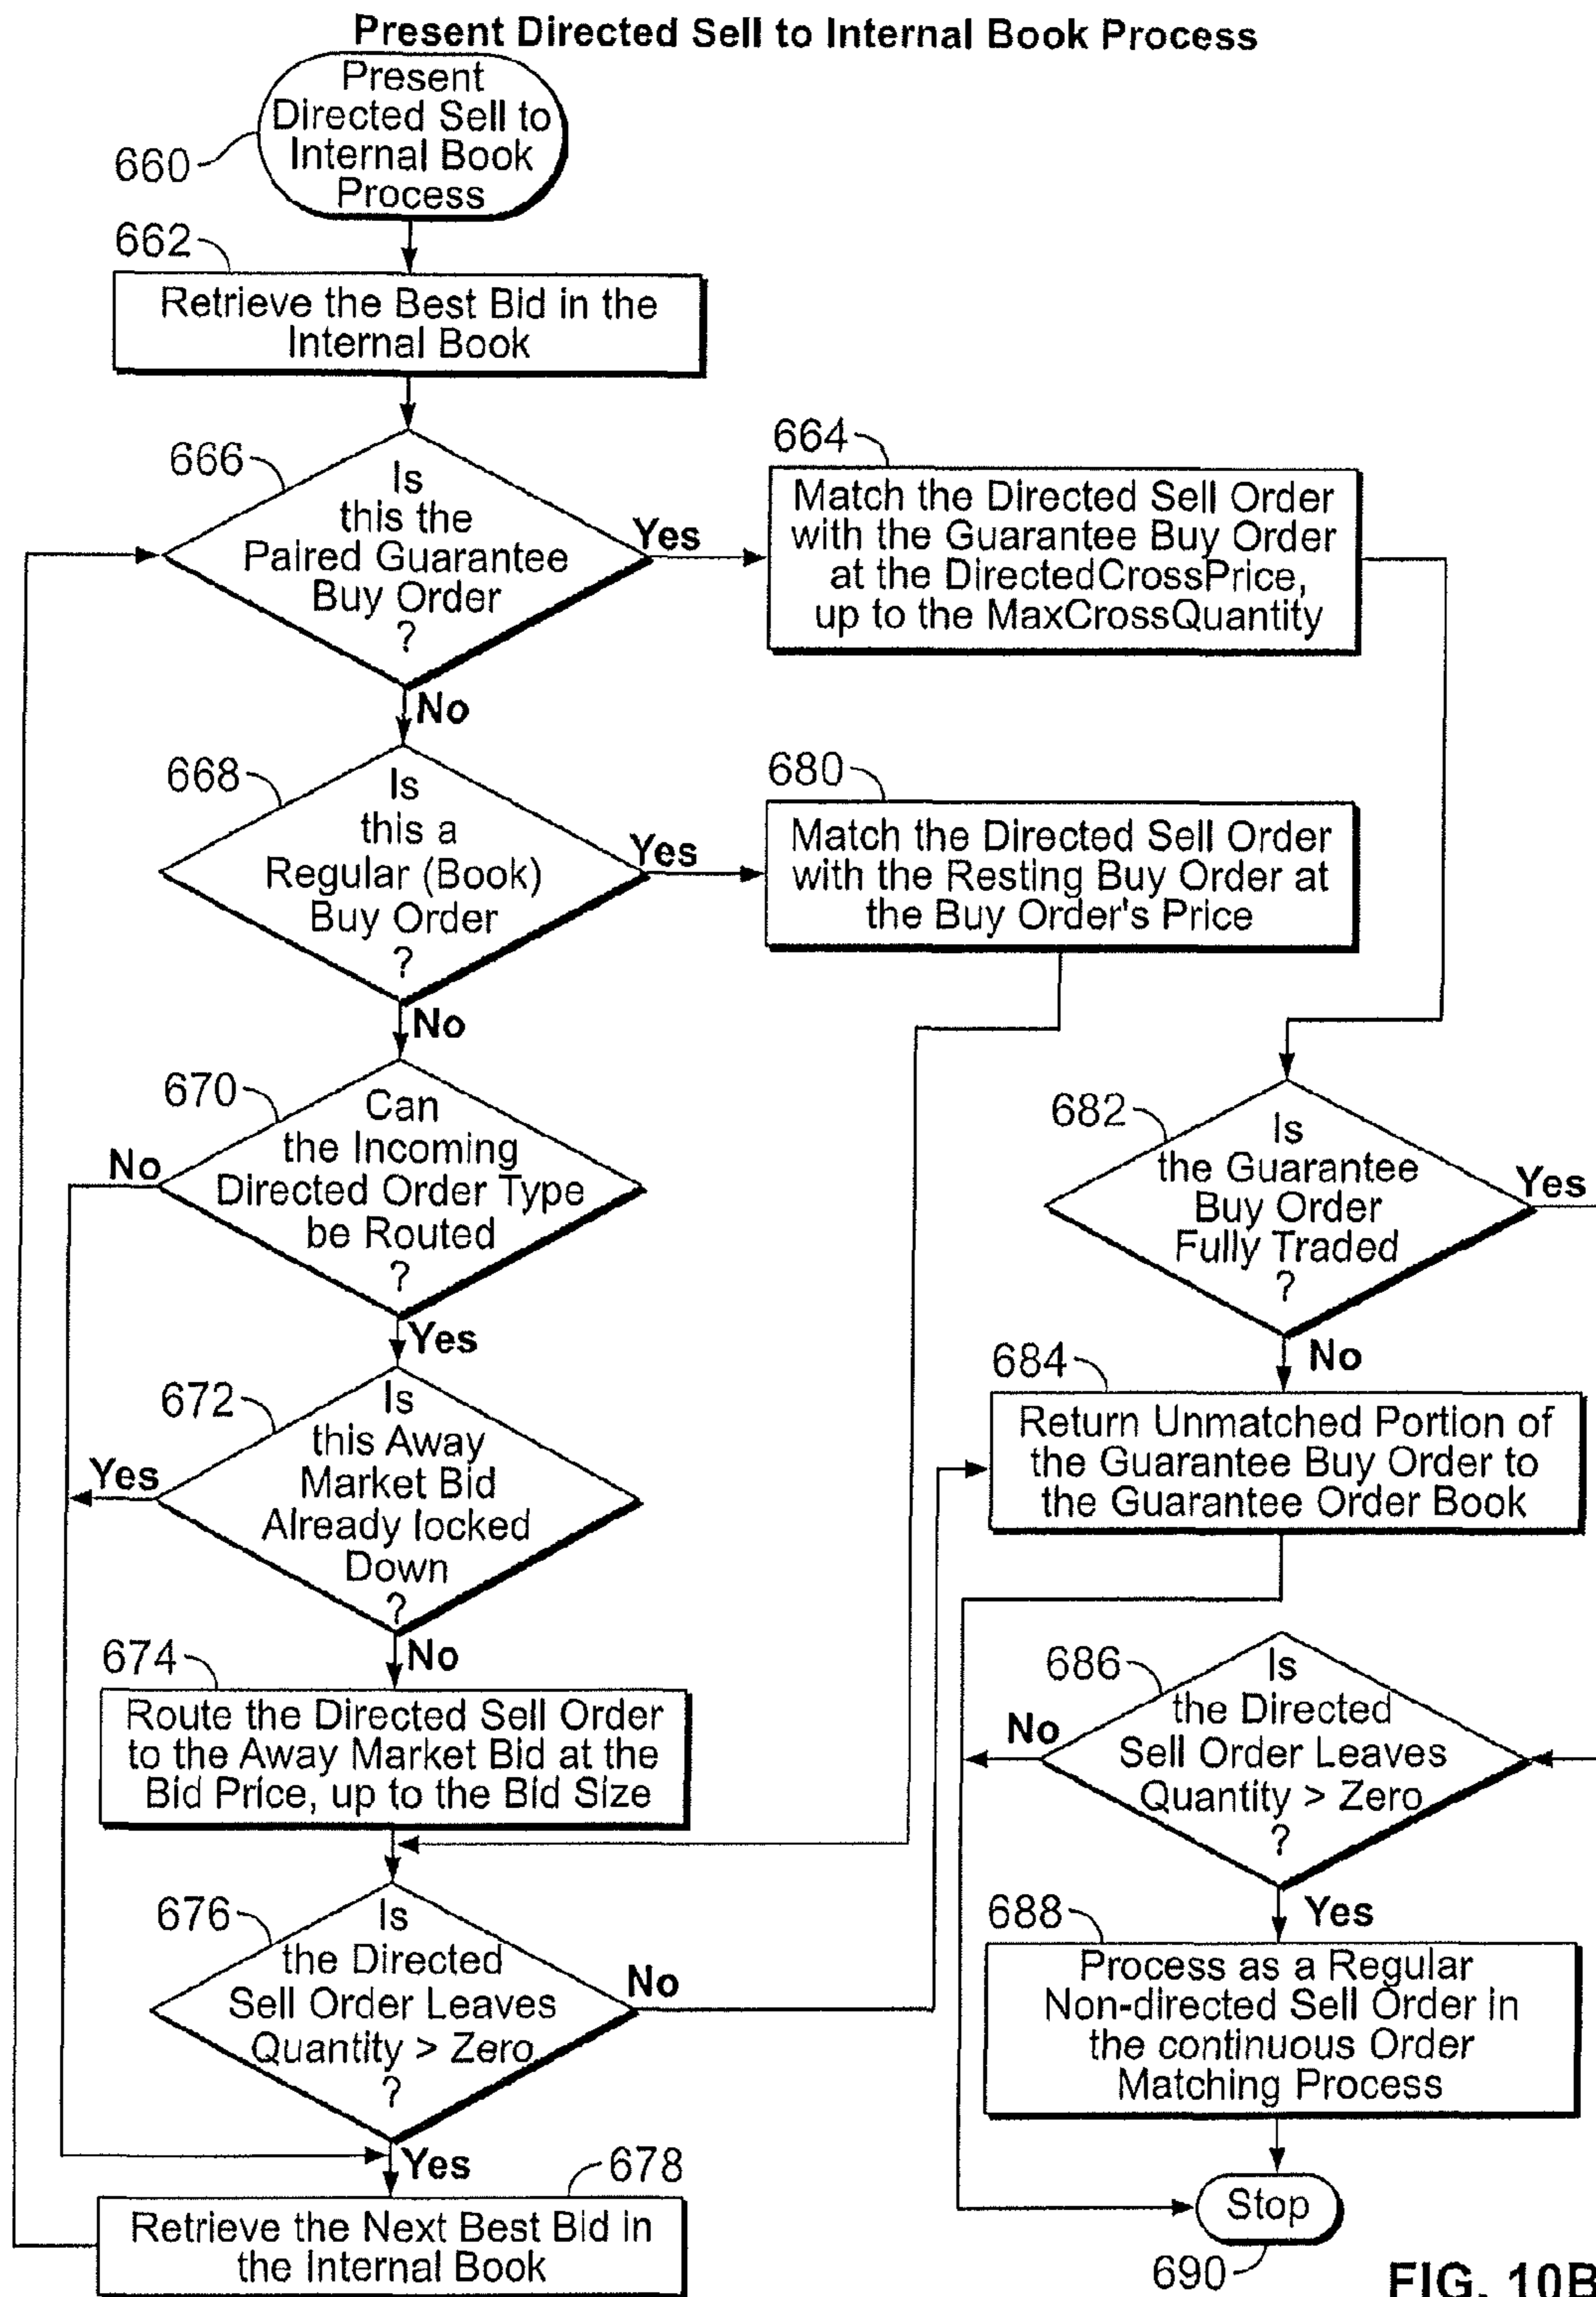 Present Directed Sell to Internal Book Process
Present
Directed Sell to
Internal Book
Process
660
662
Retrieve the Best Bid in the
Internal Book
666
Is
this the
Paired Guarantee
Buy Order
?
Yes
No
664
Match the Directed Sell Order
with the Guarantee Buy Order
at the DirectedCrossPrice,
up to the MaxCrossQuantity
668
Is
this a
Regular (Book)
Buy Order
?
Yes
No
680
Match the Directed Sell Order
with the Resting Buy Order at
the Buy Order's Price
670
Can
the Incoming
Directed Order Type
be Routed
?
No
Yes
682
Is
the Guarantee
Buy Order
Fully Traded
?
Yes
No
672
Is
this Away
Market Bid
Already locked
Down
?
Yes
No
684
Return Unmatched Portion of
the Guarantee Buy Order to
the Guarantee Order Book
674
Route the Directed Sell Order
to the Away Market Bid at the
Bid Price, up to the Bid Size
686
Is
the Directed
Sell Order Leaves
Quantity > Zero
?
No
Yes
676
Is
the Directed
Sell Order Leaves
Quantity > Zero
?
No
Yes
688
Process as a Regular
Non-directed Sell Order in
the continuous Order
Matching Process
678
Retrieve the Next Best Bid in
the Internal Book
Stop
690
FIG. 10B